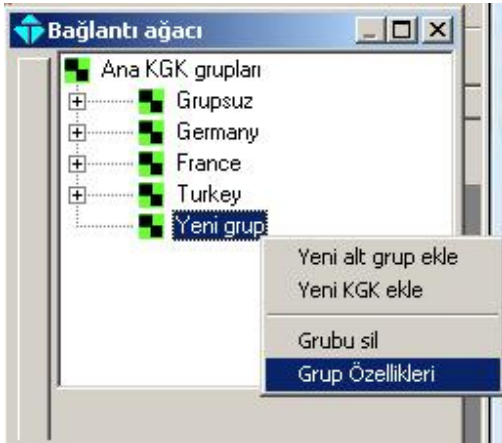 Bağlantı ağacı
Ana KGK grupları
Grupsuz
Germany
France
Turkey
Yeni grup
Yeni alt grup ekle
Yeni KGK ekle
Grubu sil
Grup Özellikleri